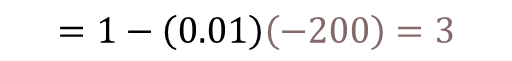 = 1 − (0.01)(−200) = 3